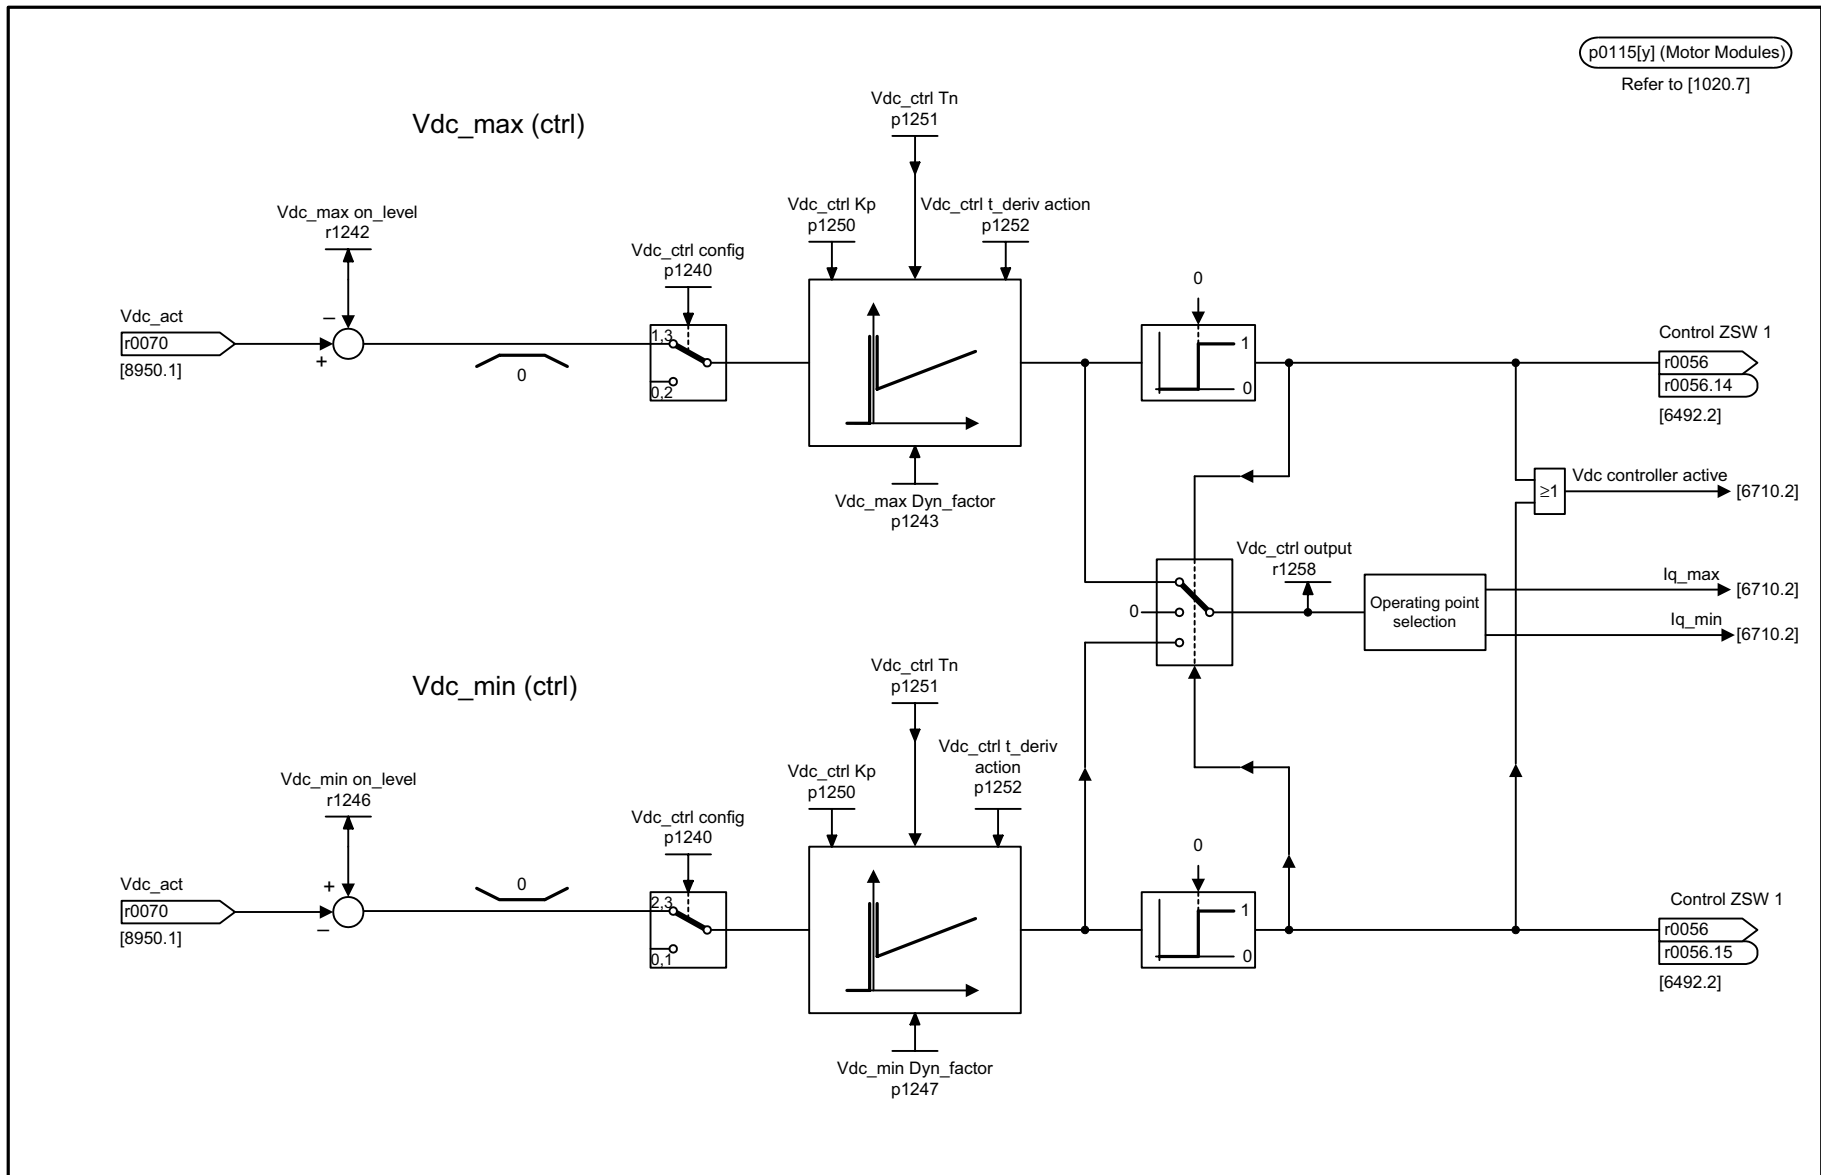 p0115[y] (Motor Modules)
Refer to [1020.7]
Vdc_max (ctrl)
Vdc_ctrl Tn
p1251
Vdc_max on_level
r1242
Vdc_ctrl Kp
p1250
Vdc_ctrl t_deriv action
p1252
Vdc_ctrl config
p1240
0
Vdc_act
r0070
[8950.1]
–
+
0
1,3
0,2
1
0
Control ZSW 1
r0056
r0056.14
[6492.2]
Vdc_max Dyn_factor
p1243
≥1
Vdc controller active
[6710.2]
Vdc_ctrl output
r1258
0
Operating point
selection
Iq_max
[6710.2]
Iq_min
[6710.2]
Vdc_min (ctrl)
Vdc_ctrl Tn
p1251
Vdc_min on_level
r1246
Vdc_ctrl Kp
p1250
Vdc_ctrl t_deriv
action
p1252
Vdc_ctrl config
p1240
0
Vdc_act
r0070
[8950.1]
+
–
0
2,3
0,1
1
0
Control ZSW 1
r0056
r0056.15
[6492.2]
Vdc_min Dyn_factor
p1247